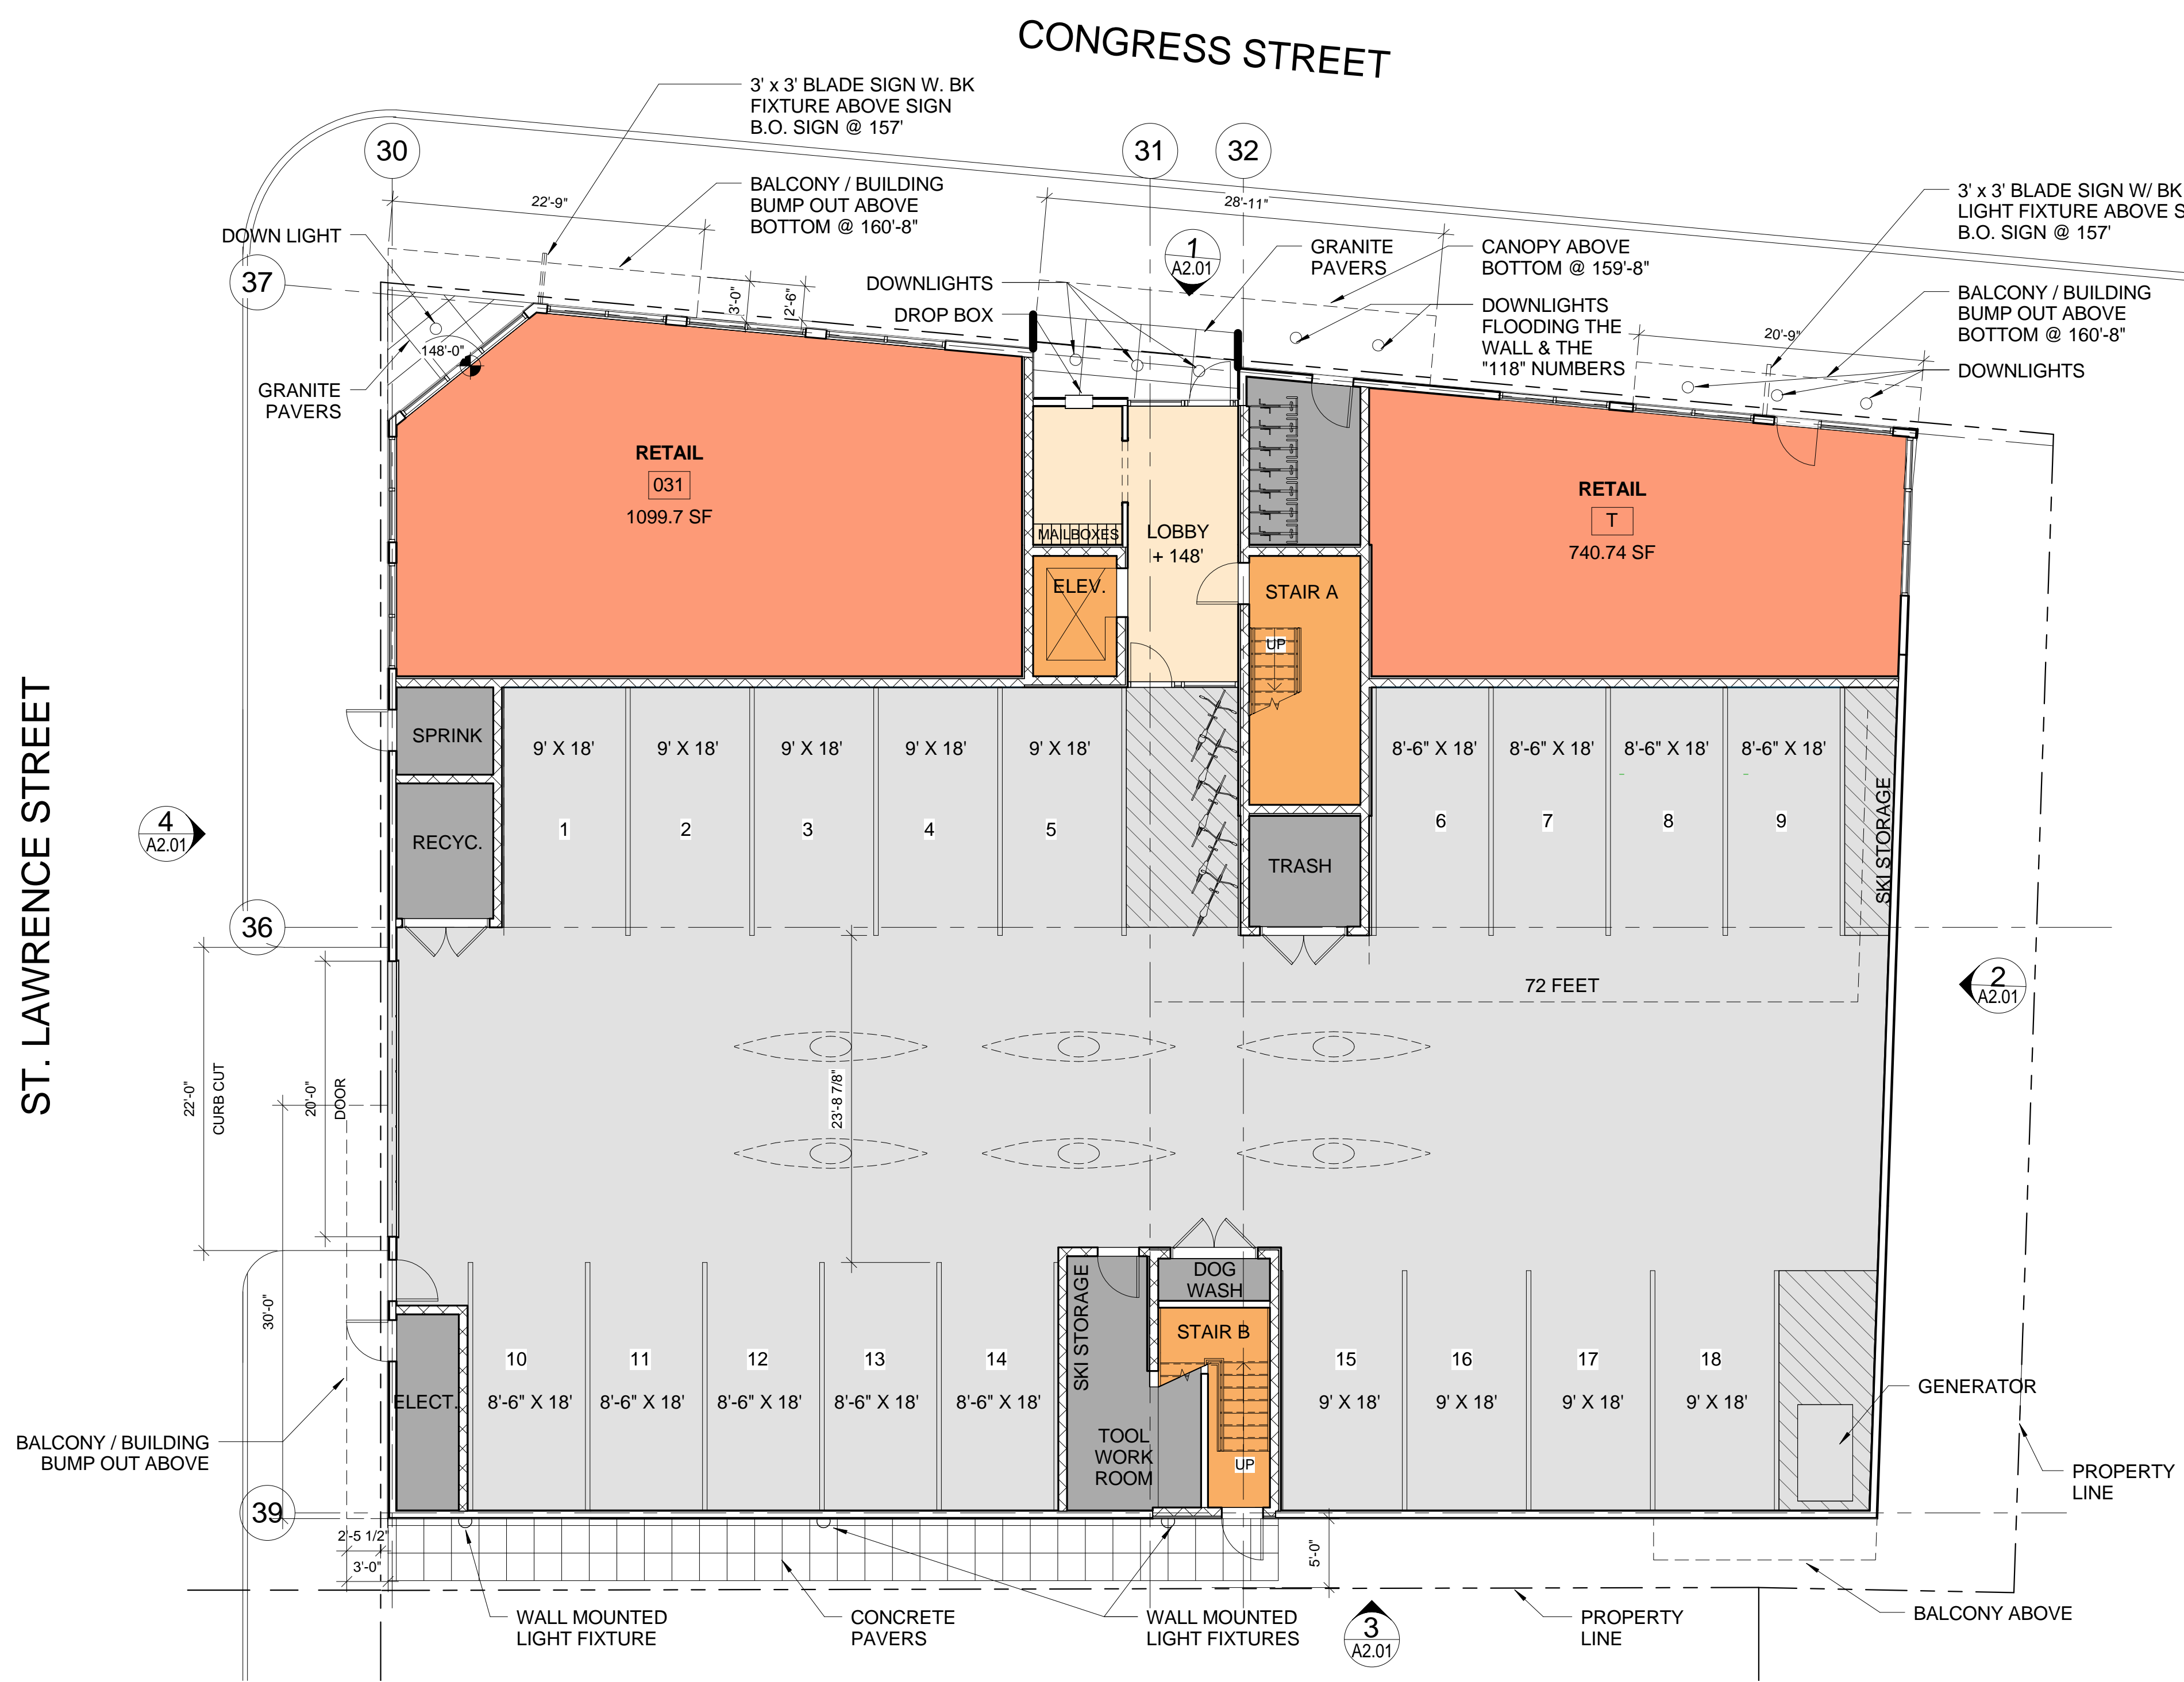 CONGRESS STREET
3' x 3' BLADE SIGN W. BK
FIXTURE ABOVE SIGN
B.O. SIGN @ 157'
30
31
32
BALCONY / BUILDING
BUMP OUT ABOVE
BOTTOM @ 160'-8"
22'-9"
28'-11"
3' x 3' BLADE SIGN W/ BK
LIGHT FIXTURE ABOVE S
B.O. SIGN @ 157'
DOWN LIGHT
37
1
A2.01
GRANITE
PAVERS
CANOPY ABOVE
BOTTOM @ 159'-8"
DOWNLIGHTS
DROP BOX
3'-0"
2'-6"
DOWNLIGHTS
FLOODING THE
WALL & THE
"118" NUMBERS
BALCONY / BUILDING
BUMP OUT ABOVE
BOTTOM @ 160'-8"
20'-9"
DOWNLIGHTS
148'-0"
GRANITE
PAVERS
RETAIL
031
1099.7 SF
RETAIL
T
740.74 SF
MAILBOXES
LOBBY
+ 148'
ELEV.
STAIR A
UP
ST. LAWRENCE STREET
SPRINK
9' X 18'
9' X 18'
9' X 18'
9' X 18'
9' X 18'
8'-6" X 18'
8'-6" X 18'
8'-6" X 18'
8'-6" X 18'
4
A2.01
RECYC.
1
2
3
4
5
TRASH
6
7
8
9
SKI STORAGE
36
72 FEET
2
A2.01
22'-0"
CURB CUT
20'-0"
DOOR
23'-8 7/8"
30'-0"
SKI STORAGE
DOG
WASH
STAIR B
UP
TOOL
WORK
ROOM
ELECT.
10
11
12
13
14
8'-6" X 18'
8'-6" X 18'
8'-6" X 18'
8'-6" X 18'
8'-6" X 18'
15
16
17
18
9' X 18'
9' X 18'
9' X 18'
9' X 18'
GENERATOR
BALCONY / BUILDING
BUMP OUT ABOVE
PROPERTY
LINE
39
2'-5 1/2"
3'-0"
5'-0"
WALL MOUNTED
LIGHT FIXTURE
CONCRETE
PAVERS
WALL MOUNTED
LIGHT FIXTURES
3
A2.01
PROPERTY
LINE
BALCONY ABOVE